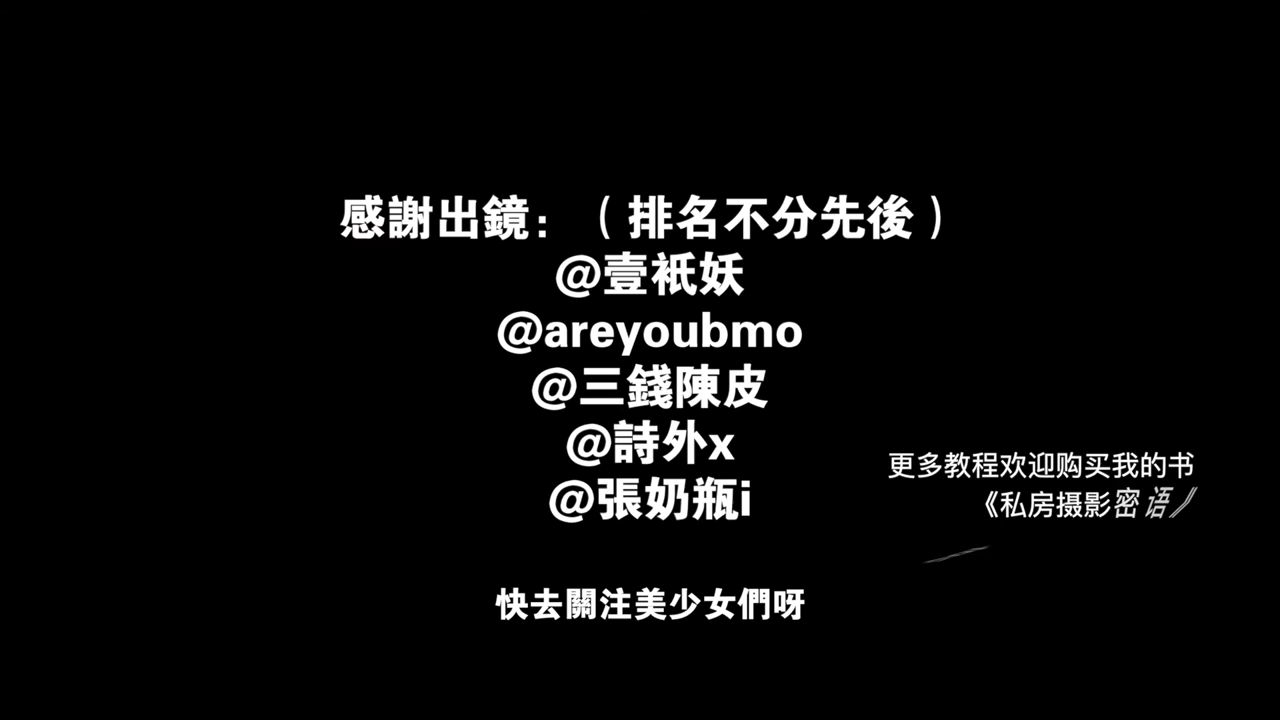 感謝出鏡：（排名不分先後）
@壹衹妖
@areyoubmo
@三錢陳皮
@詩外x
@張奶瓶i
更多教程欢迎购买我的书
《私房摄影密语》
快去關注美少女們呀